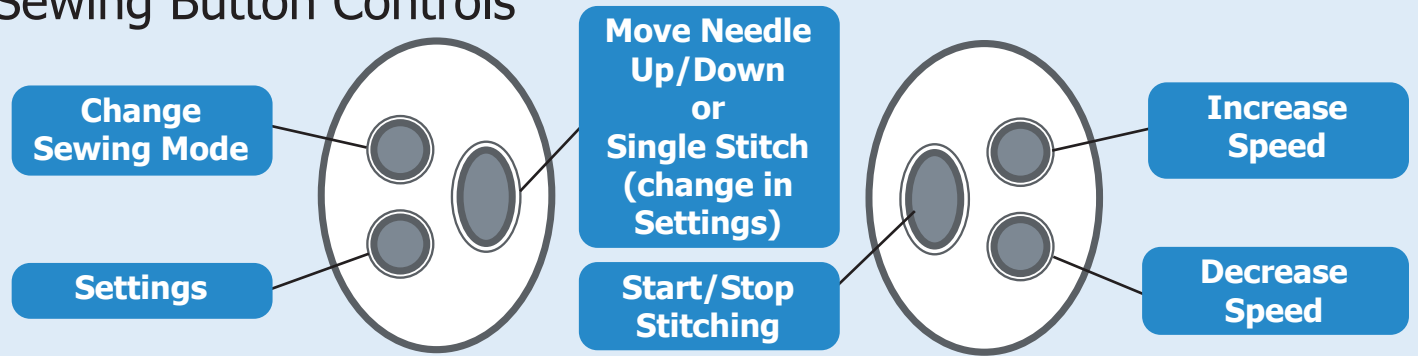 Sewing Button Controls
Change
Sewing Mode
Settings
Move Needle
Up/Down
or
Single Stitch
(change in
Settings)
Start/Stop
Stitching
Increase
Speed
Decrease
Speed